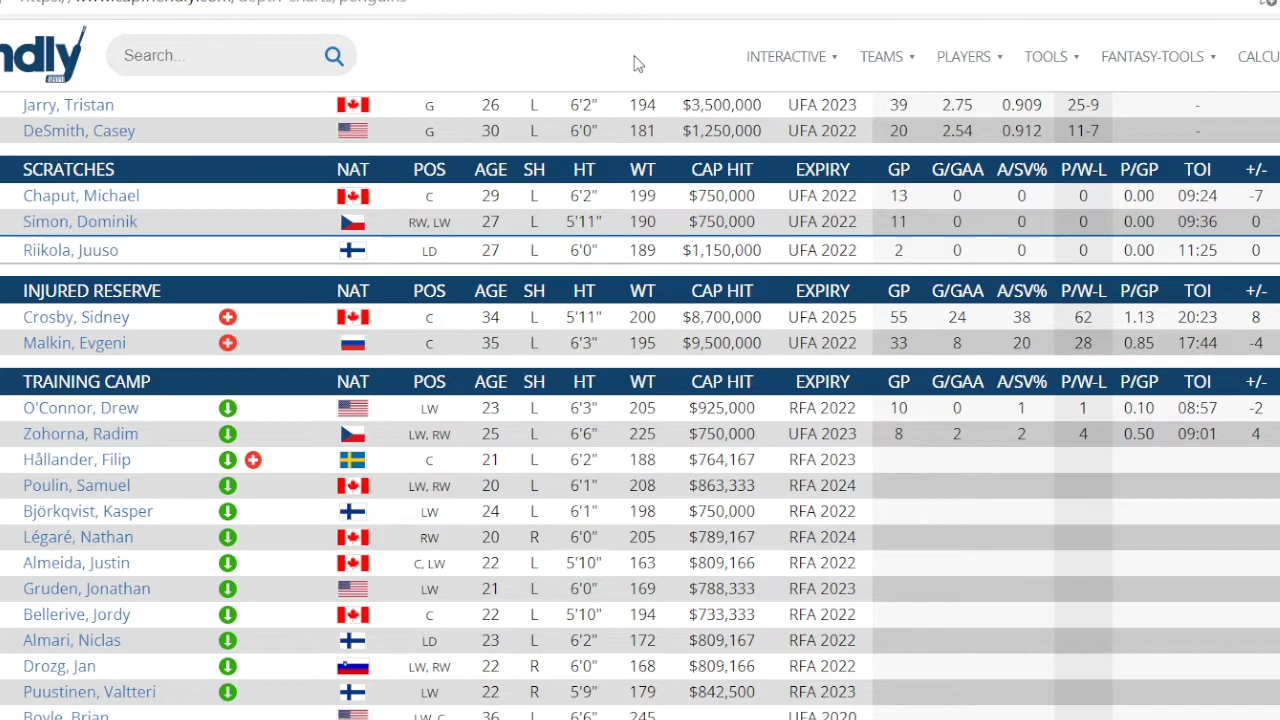 ndly Search... INTERACTIVE TEAMS PLAYERS TOOLS FANTASY-TOOLS CALCU
Jarry, Tristan G 26 L 6'2" 194 $3,500,000 UFA 2023 39 2.75 0.909 25-9 -
DeSmith, Casey G 30 L 6'0" 181 $1,250,000 UFA 2022 20 2.54 0.912 11-7 -
SCRATCHES NAT POS AGE SH HT WT CAP HIT EXPIRY GP G/GAA A/SV% P/W-L P/GP TOI +/-
Chaput, Michael C 29 L 6'2" 199 $750,000 UFA 2022 13 0 0 0 0.00 09:24 -7
Simon, Dominik RW, LW 27 L 5'11" 190 $750,000 UFA 2022 11 0 0 0 0.00 09:36 0
Riikola, Juuso LD 27 L 6'0" 189 $1,150,000 UFA 2022 2 0 0 0 0.00 11:25 0
INJURED RESERVE NAT POS AGE SH HT WT CAP HIT EXPIRY GP G/GAA A/SV% P/W-L P/GP TOI +/-
Crosby, Sidney C 34 L 5'11" 200 $8,700,000 UFA 2025 55 24 38 62 1.13 20:23 8
Malkin, Evgeni C 35 L 6'3" 195 $9,500,000 UFA 2022 33 8 20 28 0.85 17:44 -4
TRAINING CAMP NAT POS AGE SH HT WT CAP HIT EXPIRY GP G/GAA A/SV% P/W-L P/GP TOI +/-
O'Connor, Drew LW 23 L 6'3" 205 $925,000 RFA 2022 10 0 1 1 0.10 08:57 -2
Zohorna, Radim LW, RW 25 L 6'6" 225 $750,000 UFA 2023 8 2 2 4 0.50 09:01 4
Hållander, Filip C 21 L 6'2" 188 $764,167 RFA 2023
Poulin, Samuel LW, RW 20 L 6'1" 208 $863,333 RFA 2024
Björkqvist, Kasper LW 24 L 6'1" 198 $750,000 RFA 2022
Légaré, Nathan RW 20 R 6'0" 205 $789,167 RFA 2024
Almeida, Justin C, LW 22 L 5'10" 163 $809,166 RFA 2022
Gruden, Jonathan LW 21 L 6'0" 169 $788,333 RFA 2023
Bellerive, Jordy C 22 L 5'10" 194 $733,333 RFA 2022
Almari, Niclas LD 23 L 6'2" 172 $809,167 RFA 2022
Drozg, Jan LW, RW 22 R 6'0" 168 $809,166 RFA 2022
Puustinen, Valtteri LW 22 R 5'9" 179 $842,500 RFA 2023
Boyle, Brian LW, C 36 L 6'6" 245 UFA 2020